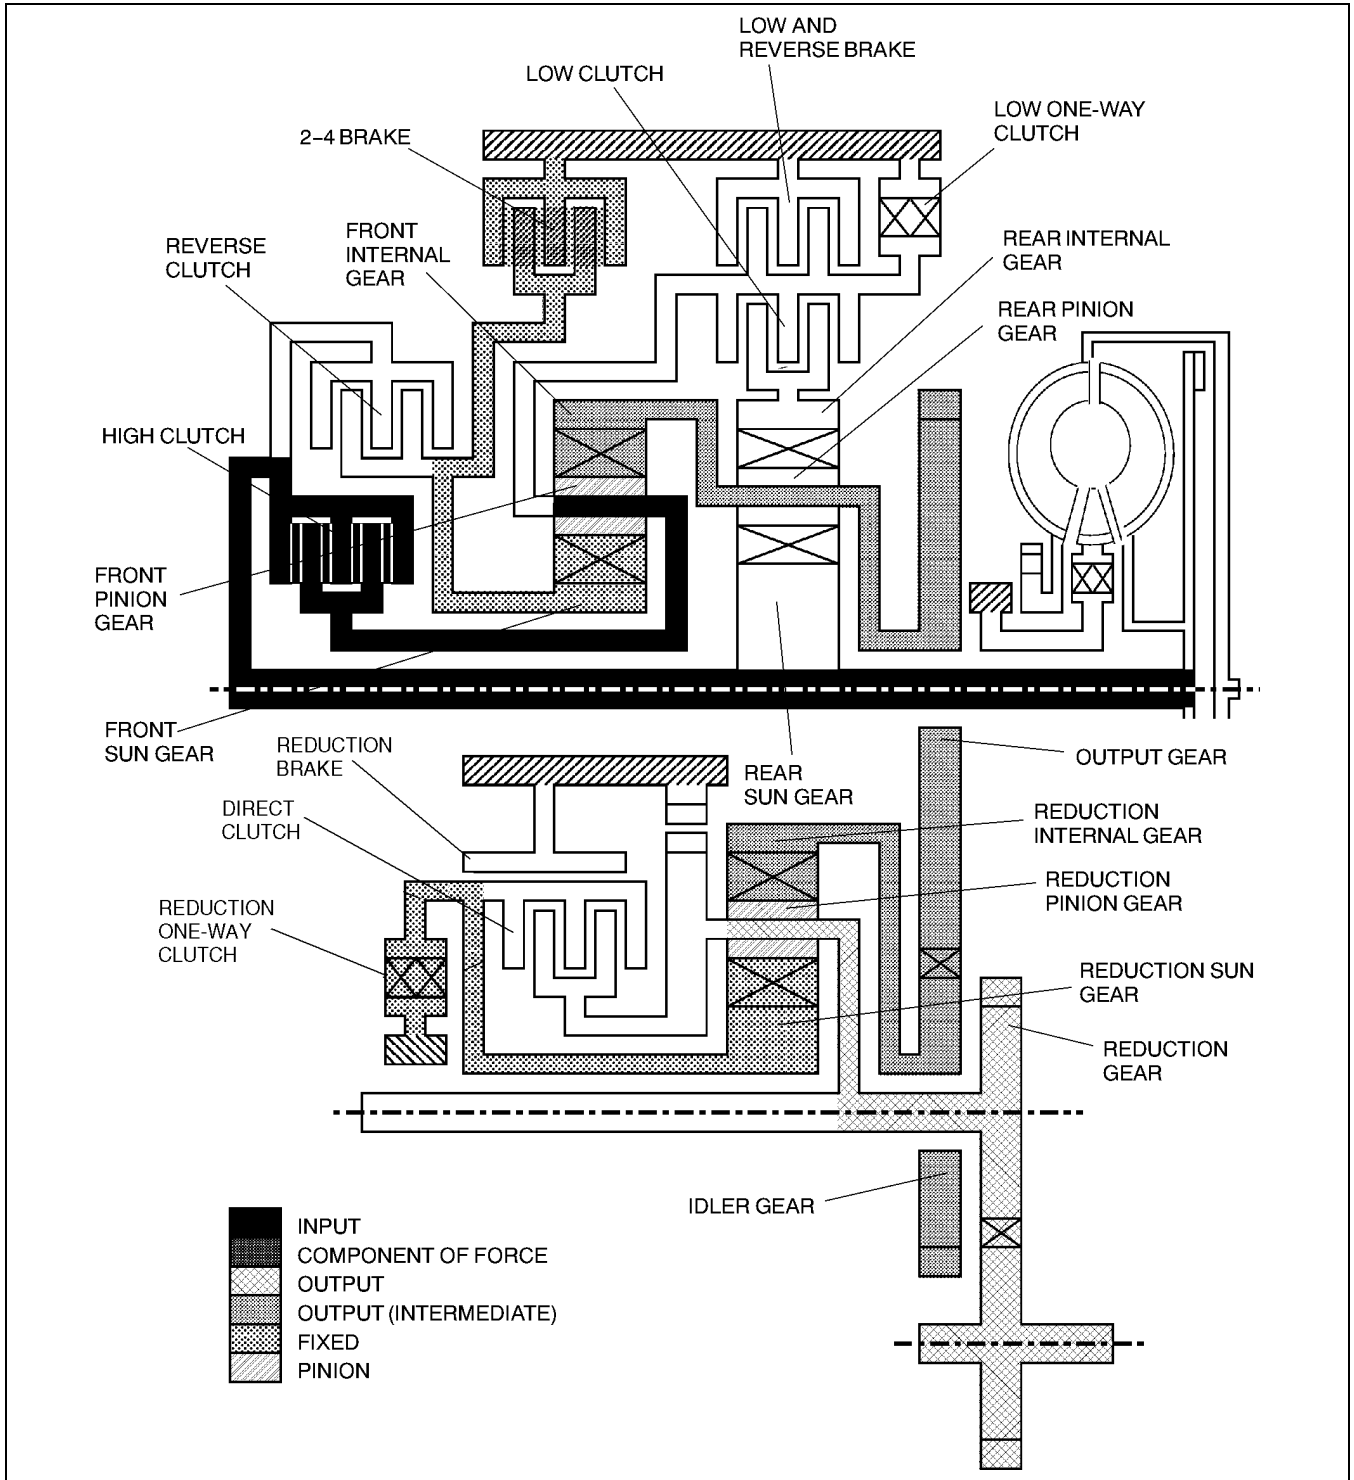 LOW AND
REVERSE BRAKE
LOW CLUTCH
LOW ONE-WAY
CLUTCH
2–4 BRAKE
FRONT
INTERNAL
GEAR
REVERSE
CLUTCH
REAR INTERNAL
GEAR
REAR PINION
GEAR
HIGH CLUTCH
FRONT
PINION
GEAR
FRONT
SUN GEAR
REDUCTION
BRAKE
REAR
SUN GEAR
OUTPUT GEAR
DIRECT
CLUTCH
REDUCTION
INTERNAL GEAR
REDUCTION
PINION GEAR
REDUCTION
ONE-WAY
CLUTCH
REDUCTION SUN
GEAR
REDUCTION
GEAR
IDLER GEAR
INPUT
COMPONENT OF FORCE
OUTPUT
OUTPUT (INTERMEDIATE)
FIXED
PINION